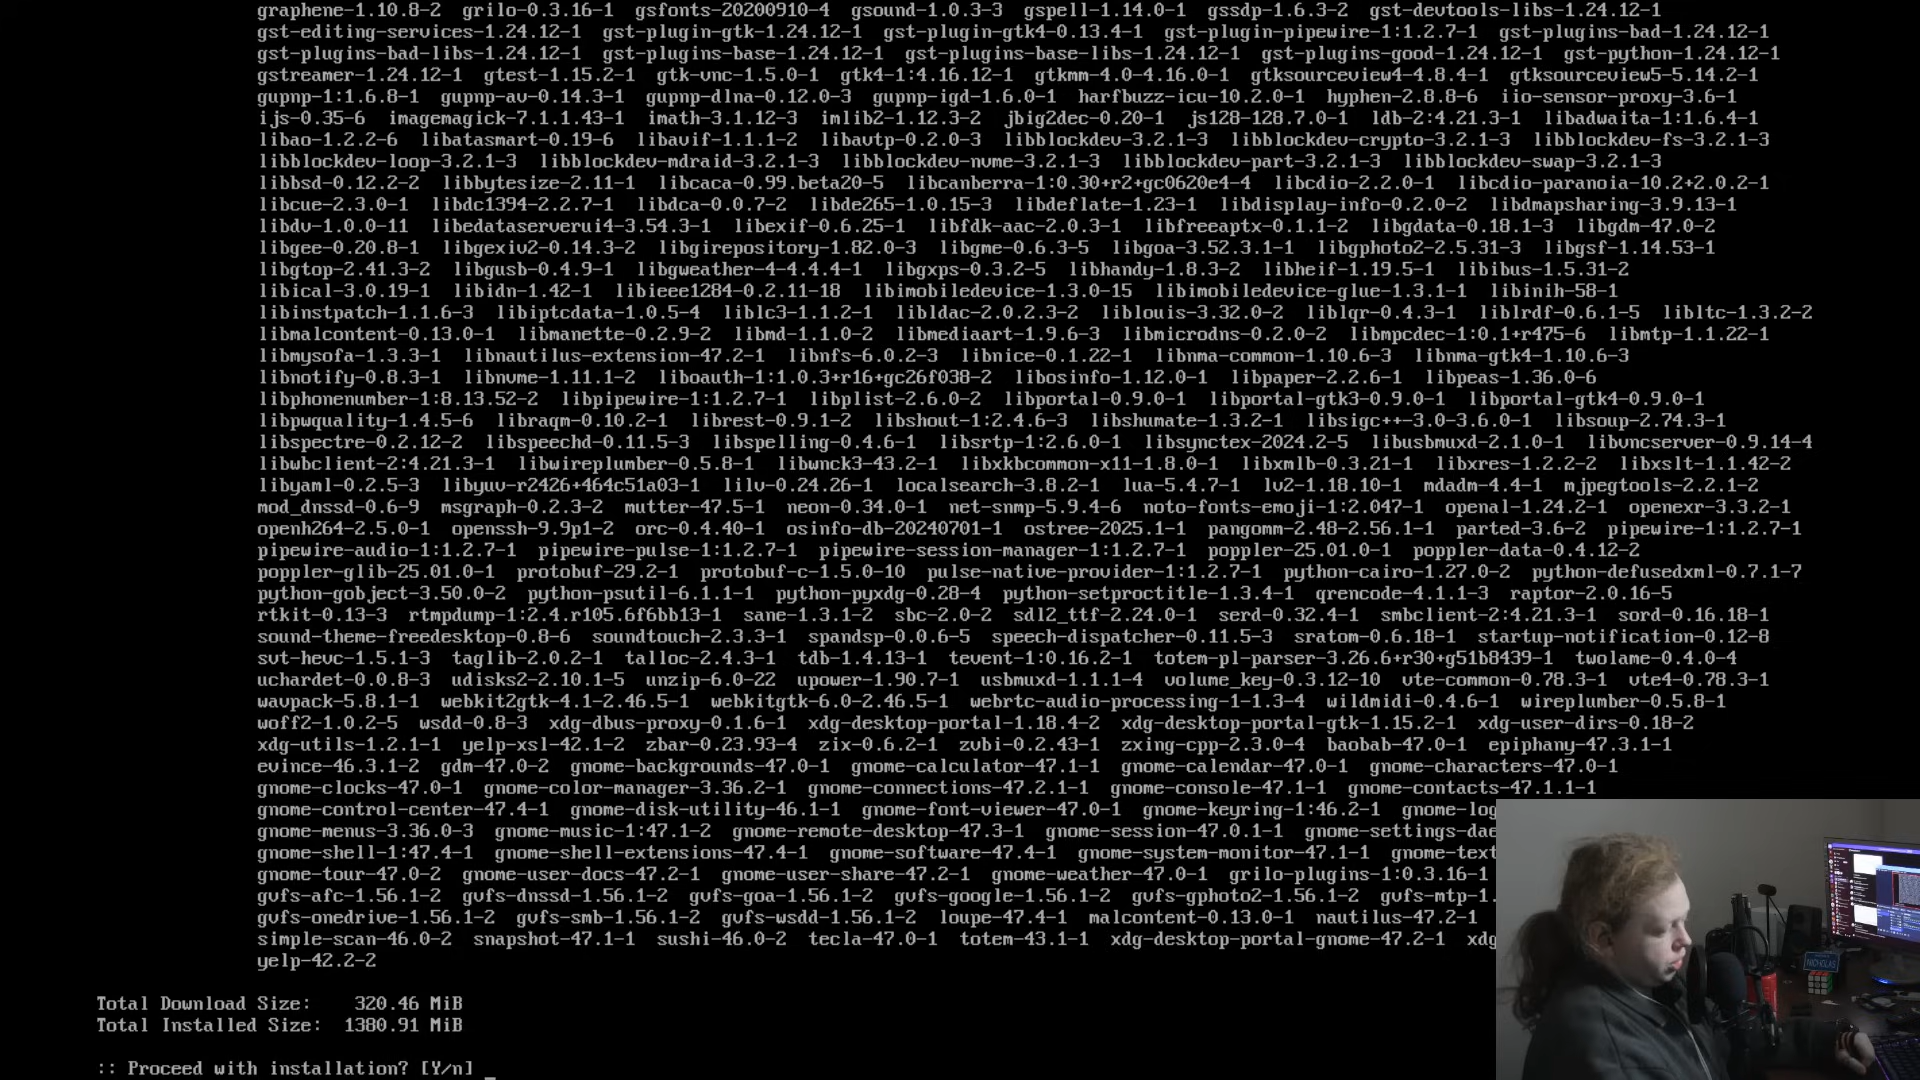 graphene-1.10.8-2  grilo-0.3.16-1  gsfonts-20200910-4  gsound-1.0.3-3  gspell-1.14.0-1  gssdp-1.6.3-2  gst-devtools-libs-1.24.12-1
gst-editing-services-1.24.12-1  gst-plugin-gtk-1.24.12-1  gst-plugin-gtk4-0.13.4-1  gst-plugin-pipewire-1:1.2.7-1  gst-plugins-bad-1.24.12-1
gst-plugins-bad-libs-1.24.12-1  gst-plugins-base-1.24.12-1  gst-plugins-base-libs-1.24.12-1  gst-plugins-good-1.24.12-1  gst-python-1.24.12-1
gstreamer-1.24.12-1  gtest-1.15.2-1  gtk-vnc-1.5.0-1  gtk4-1:4.16.12-1  gtkmm-4.0-4.16.0-1  gtksourceview4-4.8.4-1  gtksourceview5-5.14.2-1
gupnp-1:1.6.8-1  gupnp-av-0.14.3-1  gupnp-dlna-0.12.0-3  gupnp-igd-1.6.0-1  harfbuzz-icu-10.2.0-1  hyphen-2.8.8-6  iio-sensor-proxy-3.6-1
ijs-0.35-6  imagemagick-7.1.1.43-1  imath-3.1.12-3  imlib2-1.12.3-2  jbig2dec-0.20-1  js128-128.7.0-1  ldb-2:4.21.3-1  libadwaita-1:1.6.4-1
libao-1.2.2-6  libatasmart-0.19-6  libavif-1.1.1-2  libavtp-0.2.0-3  libblockdev-3.2.1-3  libblockdev-crypto-3.2.1-3  libblockdev-fs-3.2.1-3
libblockdev-loop-3.2.1-3  libblockdev-mdraid-3.2.1-3  libblockdev-nvme-3.2.1-3  libblockdev-part-3.2.1-3  libblockdev-swap-3.2.1-3
libbsd-0.12.2-2  libbytesize-2.11-1  libcaca-0.99.beta20-5  libcanberra-1:0.30+r2+gc0620e4-4  libcdio-2.2.0-1  libcdio-paranoia-10.2+2.0.2-1
libcue-2.3.0-1  libdc1394-2.2.7-1  libdca-0.0.7-2  libde265-1.0.15-3  libdeflate-1.23-1  libdisplay-info-0.2.0-2  libdmapsharing-3.9.13-1
libdv-1.0.0-11  libedataserverui4-3.54.3-1  libexif-0.6.25-1  libfdk-aac-2.0.3-1  libfreeaptx-0.1.1-2  libgdata-0.18.1-3  libgdm-47.0-2
libgee-0.20.8-1  libgexiv2-0.14.3-2  libgirepository-1.82.0-3  libgme-0.6.3-5  libgoa-3.52.3.1-1  libgphoto2-2.5.31-3  libgsf-1.14.53-1
libgtop-2.41.3-2  libgusb-0.4.9-1  libgweather-4-4.4.4-1  libgxps-0.3.2-5  libhandy-1.8.3-2  libheif-1.19.5-1  libibus-1.5.31-2
libical-3.0.19-1  libidn-1.42-1  libieee1284-0.2.11-18  libimobiledevice-1.3.0-15  libimobiledevice-glue-1.3.1-1  libinih-58-1
libinstpatch-1.1.6-3  libiptcdata-1.0.5-4  liblc3-1.1.2-1  libldac-2.0.2.3-2  liblouis-3.32.0-2  liblqr-0.4.3-1  liblrdf-0.6.1-5  libltc-1.3.2-2
libmalcontent-0.13.0-1  libmanette-0.2.9-2  libmd-1.1.0-2  libmediaart-1.9.6-3  libmicrodns-0.2.0-2  libmpcdec-1:0.1+r475-6  libmtp-1.1.22-1
libmysofa-1.3.3-1  libnautilus-extension-47.2-1  libnfs-6.0.2-3  libnice-0.1.22-1  libnma-common-1.10.6-3  libnma-gtk4-1.10.6-3
libnotify-0.8.3-1  libnvme-1.11.1-2  liboauth-1:1.0.3+r16+gc26f038-2  libosinfo-1.12.0-1  libpaper-2.2.6-1  libpeas-1.36.0-6
libphonenumber-1:8.13.52-2  libpipewire-1:1.2.7-1  libplist-2.6.0-2  libportal-0.9.0-1  libportal-gtk3-0.9.0-1  libportal-gtk4-0.9.0-1
libpwquality-1.4.5-6  libraqm-0.10.2-1  librest-0.9.1-2  libshout-1:2.4.6-3  libshumate-1.3.2-1  libsigc++-3.0-3.6.0-1  libsoup-2.74.3-1
libspectre-0.2.12-2  libspeechd-0.11.5-3  libspelling-0.4.6-1  libsrtp-1:2.6.0-1  libsynctex-2024.2-5  libusbmuxd-2.1.0-1  libvncserver-0.9.14-4
libwbclient-2:4.21.3-1  libwireplumber-0.5.8-1  libwnck3-43.2-1  libxkbcommon-x11-1.8.0-1  libxmlb-0.3.21-1  libxres-1.2.2-2  libxslt-1.1.42-2
libyaml-0.2.5-3  libyuv-r2426+464c51a03-1  lilv-0.24.26-1  localsearch-3.8.2-1  lua-5.4.7-1  lv2-1.18.10-1  mdadm-4.4-1  mjpegtools-2.2.1-2
mod_dnssd-0.6-9  msgraph-0.2.3-2  mutter-47.5-1  neon-0.34.0-1  net-snmp-5.9.4-6  noto-fonts-emoji-1:2.047-1  openal-1.24.2-1  openexr-3.3.2-1
openh264-2.5.0-1  openssh-9.9p1-2  orc-0.4.40-1  osinfo-db-20240701-1  ostree-2025.1-1  pangomm-2.48-2.56.1-1  parted-3.6-2  pipewire-1:1.2.7-1
pipewire-audio-1:1.2.7-1  pipewire-pulse-1:1.2.7-1  pipewire-session-manager-1:1.2.7-1  poppler-25.01.0-1  poppler-data-0.4.12-2
poppler-glib-25.01.0-1  protobuf-29.2-1  protobuf-c-1.5.0-10  pulse-native-provider-1:1.2.7-1  python-cairo-1.27.0-2  python-defusedxml-0.7.1-7
python-gobject-3.50.0-2  python-psutil-6.1.1-1  python-pyxdg-0.28-4  python-setproctitle-1.3.4-1  qrencode-4.1.1-3  raptor-2.0.16-5
rtkit-0.13-3  rtmpdump-1:2.4.r105.6f6bb13-1  sane-1.3.1-2  sbc-2.0-2  sdl2_ttf-2.24.0-1  serd-0.32.4-1  smbclient-2:4.21.3-1  sord-0.16.18-1
sound-theme-freedesktop-0.8-6  soundtouch-2.3.3-1  spandsp-0.0.6-5  speech-dispatcher-0.11.5-3  sratom-0.6.18-1  startup-notification-0.12-8
svt-hevc-1.5.1-3  taglib-2.0.2-1  talloc-2.4.3-1  tdb-1.4.13-1  tevent-1:0.16.2-1  totem-pl-parser-3.26.6+r30+g51b8439-1  twolame-0.4.0-4
uchardet-0.0.8-3  udisks2-2.10.1-5  unzip-6.0-22  upower-1.90.7-1  usbmuxd-1.1.1-4  volume_key-0.3.12-10  vte-common-0.78.3-1  vte4-0.78.3-1
wavpack-5.8.1-1  webkit2gtk-4.1-2.46.5-1  webkitgtk-6.0-2.46.5-1  webrtc-audio-processing-1-1.3-4  wildmidi-0.4.6-1  wireplumber-0.5.8-1
woff2-1.0.2-5  wsdd-0.8-3  xdg-dbus-proxy-0.1.6-1  xdg-desktop-portal-1.18.4-2  xdg-desktop-portal-gtk-1.15.2-1  xdg-user-dirs-0.18-2
xdg-utils-1.2.1-1  yelp-xsl-42.1-2  zbar-0.23.93-4  zix-0.6.2-1  zvbi-0.2.43-1  zxing-cpp-2.3.0-4  baobab-47.0-1  epiphany-47.3.1-1
evince-46.3.1-2  gdm-47.0-2  gnome-backgrounds-47.0-1  gnome-calculator-47.1-1  gnome-calendar-47.0-1  gnome-characters-47.0-1
gnome-clocks-47.0-1  gnome-color-manager-3.36.2-1  gnome-connections-47.2.1-1  gnome-console-47.1-1  gnome-contacts-47.1.1-1
gnome-control-center-47.4-1  gnome-disk-utility-46.1-1  gnome-font-viewer-47.0-1  gnome-keyring-1:46.2-1  gnome-log
gnome-menus-3.36.0-3  gnome-music-1:47.1-2  gnome-remote-desktop-47.3-1  gnome-session-47.0.1-1  gnome-settings-dae
gnome-shell-1:47.4-1  gnome-shell-extensions-47.4-1  gnome-software-47.4-1  gnome-system-monitor-47.1-1  gnome-text
gnome-tour-47.0-2  gnome-user-docs-47.2-1  gnome-user-share-47.2-1  gnome-weather-47.0-1  grilo-plugins-1:0.3.16-1
gvfs-afc-1.56.1-2  gvfs-dnssd-1.56.1-2  gvfs-goa-1.56.1-2  gvfs-google-1.56.1-2  gvfs-gphoto2-1.56.1-2  gvfs-mtp-1.
gvfs-onedrive-1.56.1-2  gvfs-smb-1.56.1-2  gvfs-wsdd-1.56.1-2  loupe-47.4-1  malcontent-0.13.0-1  nautilus-47.2-1
simple-scan-46.0-2  snapshot-47.1-1  sushi-46.0-2  tecla-47.0-1  totem-43.1-1  xdg-desktop-portal-gnome-47.2-1  xdg
yelp-42.2-2
Total Download Size:    320.46 MiB
Total Installed Size:  1380.91 MiB
:: Proceed with installation? [Y/n]
NICHOLAS